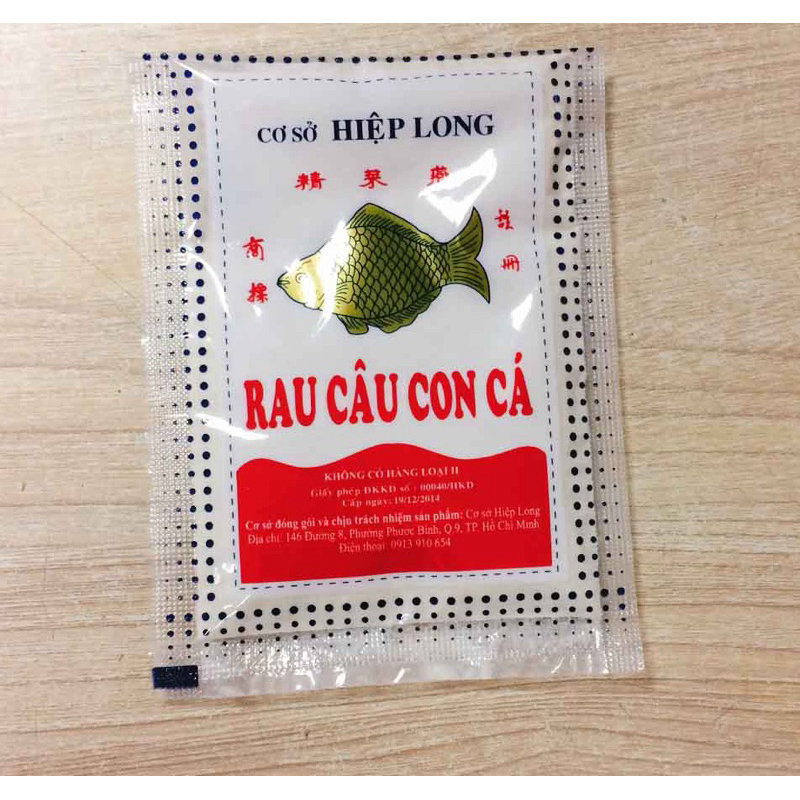 CƠ SỞ HIỆP LONG
精菜燕
商標
註冊
RAU CÂU CON CÁ
KHÔNG CÓ HÀNG LOẠI II
Giấy phép ĐKKD số : 00040/HKD
Cấp ngày: 19/12/2014
Cơ sở đóng gói và chịu trách nhiệm sản phẩm: Cơ sở Hiệp Long
Địa chỉ: 146 Đường 8, Phường Phước Bình, Q.9, TP. Hồ Chí Minh
Điện thoại: 0913 910 654